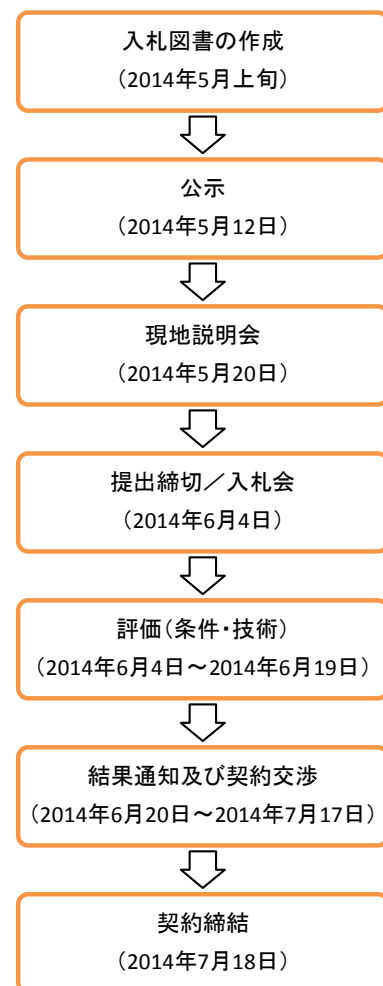 入札図書の作成
（2014年5月上旬）
公示
（2014年5月12日）
現地説明会
（2014年5月20日）
提出締切／入札会
（2014年6月4日）
評価（条件・技術）
（2014年6月4日～2014年6月19日）
結果通知及び契約交渉
（2014年6月20日～2014年7月17日）
契約締結
（2014年7月18日）